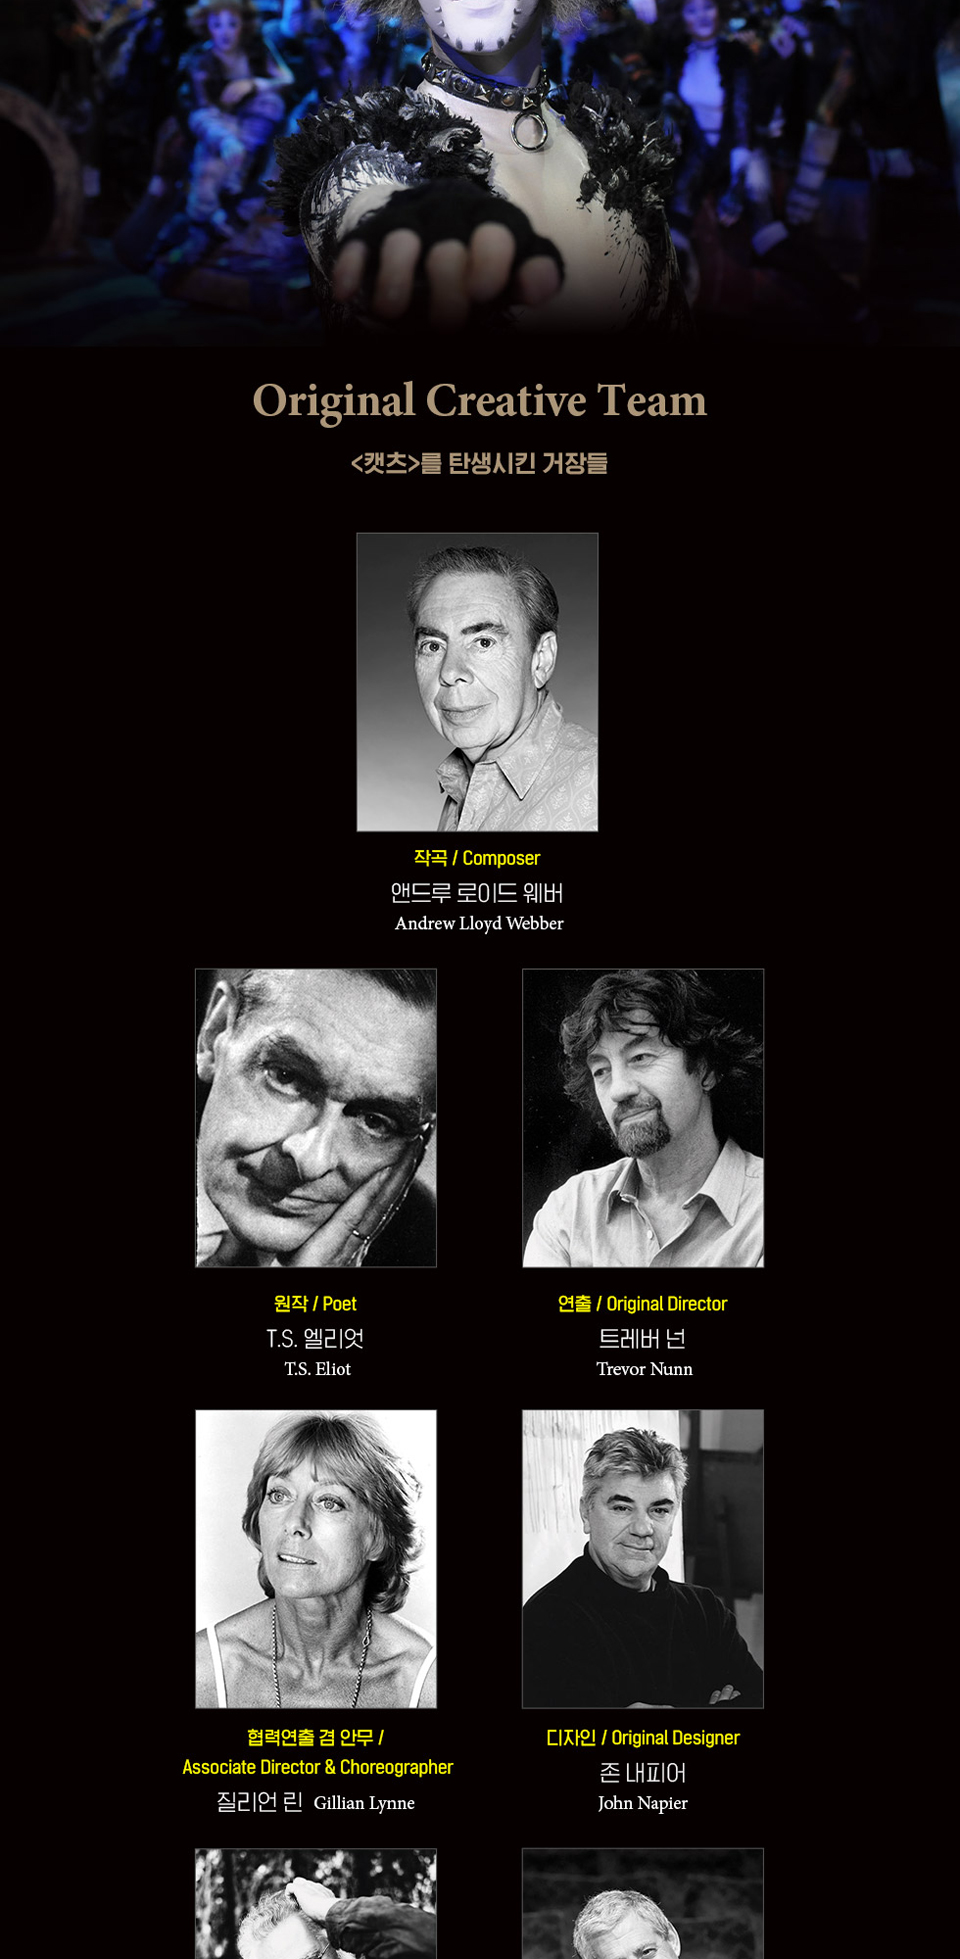 Original Creative Team
<캣츠>를 탄생시킨 거장들
작곡 / Composer
앤드루 로이드 웨버
Andrew Lloyd Webber
원작 / Poet
T.S. 엘리엇
T.S. Eliot
연출 / Original Director
트레버 넌
Trevor Nunn
협력연출 겸 안무 /
Associate Director & Choreographer
질리언 린 Gillian Lynne
디자인 / Original Designer
존 내피어
John Napier